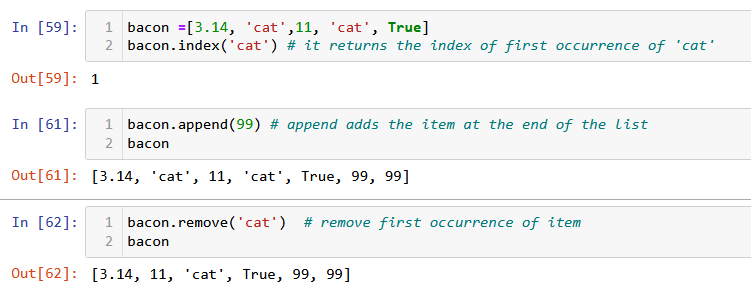 In [59]: 1 bacon =[3.14, 'cat',11, 'cat', True]
2 bacon.index('cat') # it returns the index of first occurrence of 'cat'
Out[59]: 1
In [61]: 1 bacon.append(99) # append adds the item at the end of the list
2 bacon
Out[61]: [3.14, 'cat', 11, 'cat', True, 99, 99]
In [62]: 1 bacon.remove('cat')  # remove first occurrence of item
2 bacon
Out[62]: [3.14, 11, 'cat', True, 99, 99]